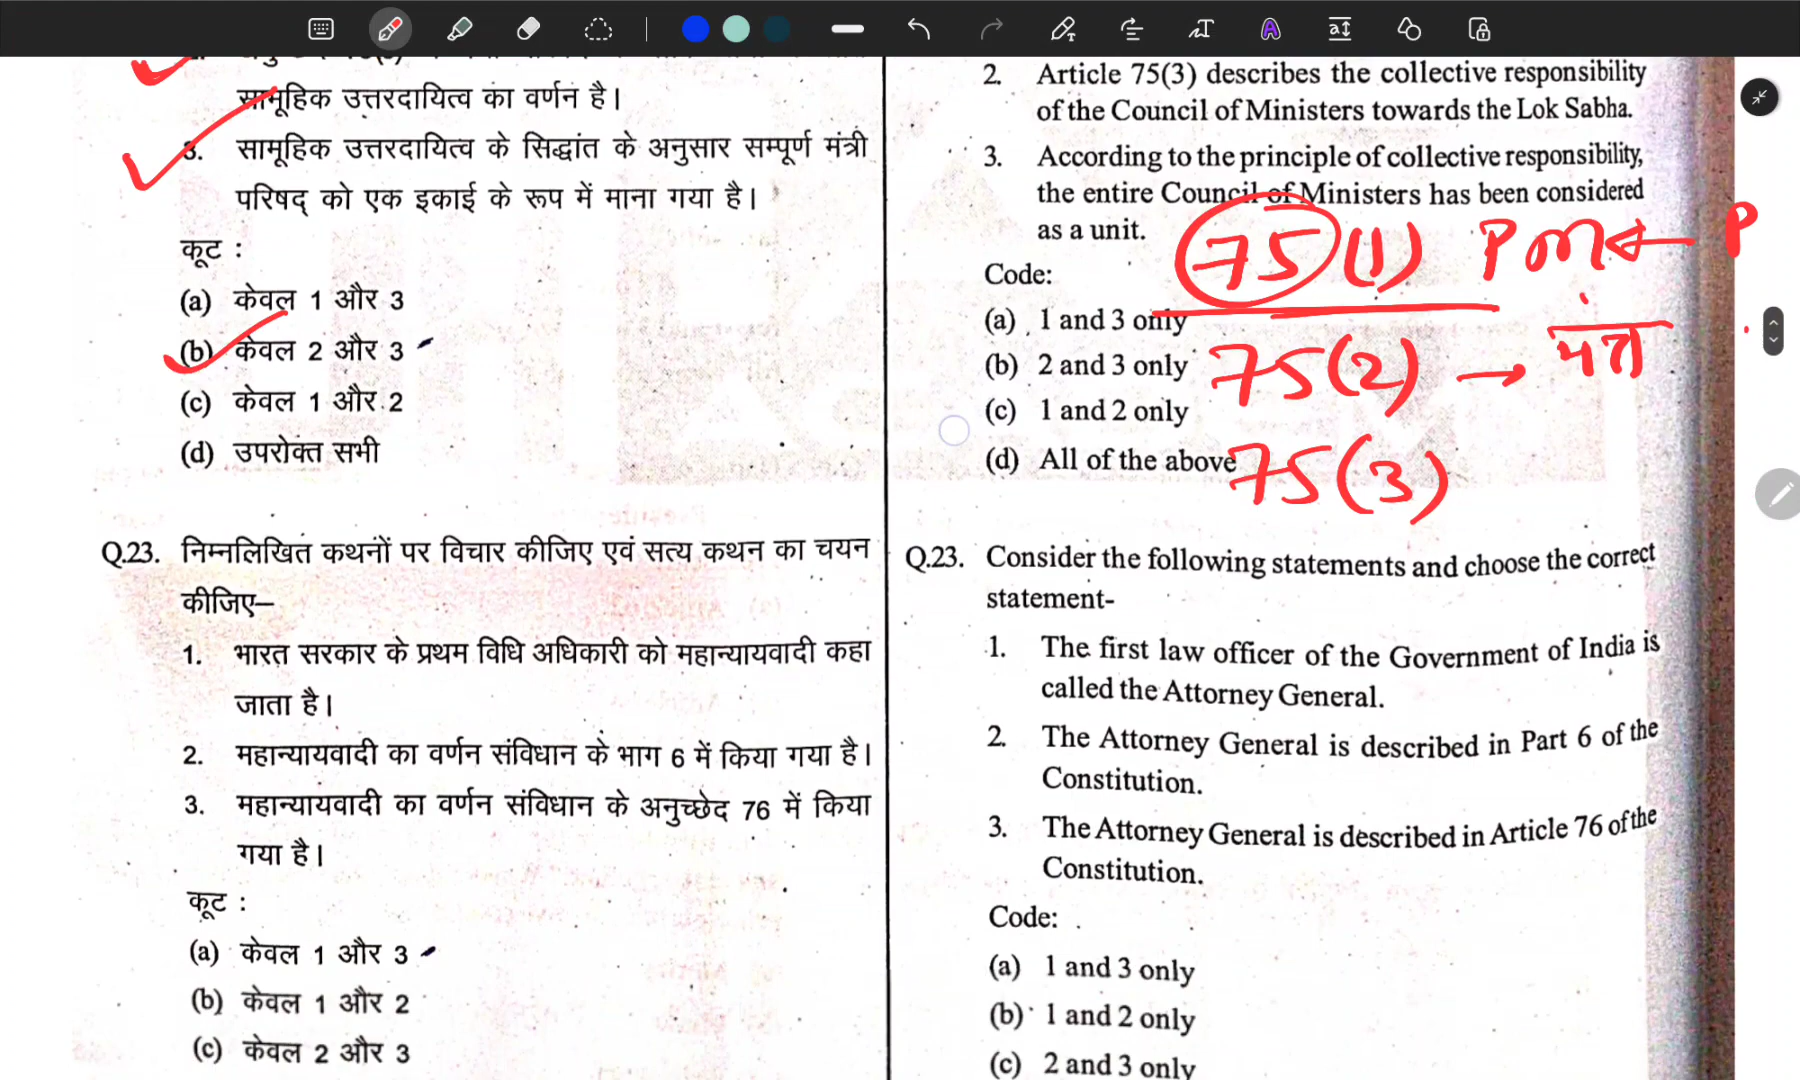 सामूहिक उत्तरदायित्व का वर्णन है।
3. सामूहिक उत्तरदायित्व के सिद्धांत के अनुसार सम्पूर्ण मंत्री
परिषद् को एक इकाई के रूप में माना गया है।
कूट :
(a) केवल 1 और 3
(b) केवल 2 और 3
(c) केवल 1 और 2
(d) उपरोक्त सभी
Q.23. निम्नलिखित कथनों पर विचार कीजिए एवं सत्य कथन का चयन
कीजिए–
1. भारत सरकार के प्रथम विधि अधिकारी को महान्यायवादी कहा
जाता है।
2. महान्यायवादी का वर्णन संविधान के भाग 6 में किया गया है।
3. महान्यायवादी का वर्णन संविधान के अनुच्छेद 76 में किया
गया है।
कूट :
(a) केवल 1 और 3
(b) केवल 1 और 2
(c) केवल 2 और 3
2. Article 75(3) describes the collective responsibility
of the Council of Ministers towards the Lok Sabha.
3. According to the principle of collective responsibility,
the entire Council of Ministers has been considered
as a unit.
Code:
(a) 1 and 3 only
(b) 2 and 3 only
(c) 1 and 2 only
(d) All of the above
75(1) Pm ← P
75(2) →
75(3)
Q.23. Consider the following statements and choose the correct
statement-
1. The first law officer of the Government of India is
called the Attorney General.
2. The Attorney General is described in Part 6 of the
Constitution.
3. The Attorney General is described in Article 76 of the
Constitution.
Code:
(a) 1 and 3 only
(b) 1 and 2 only
(c) 2 and 3 only